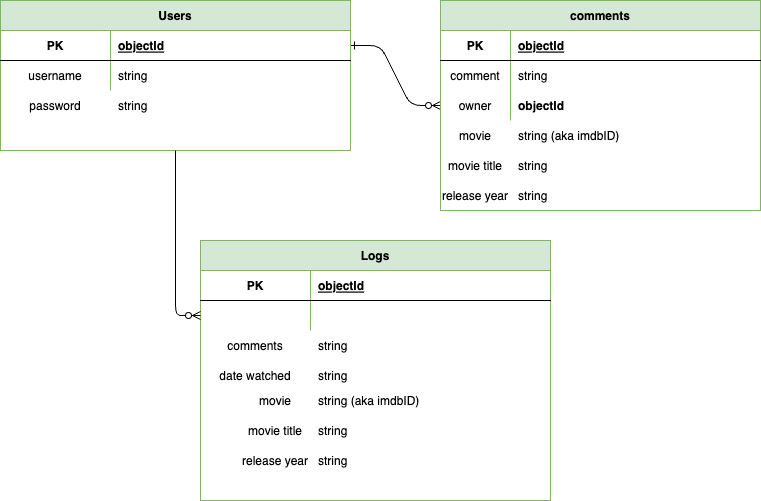 Users
PK objectId
username string
password string
comments
PK objectId
comment string
owner objectId
movie string (aka imdbID)
movie title string
release year string
Logs
PK objectId
comments string
date watched string
movie string (aka imdbID)
movie title string
release year string